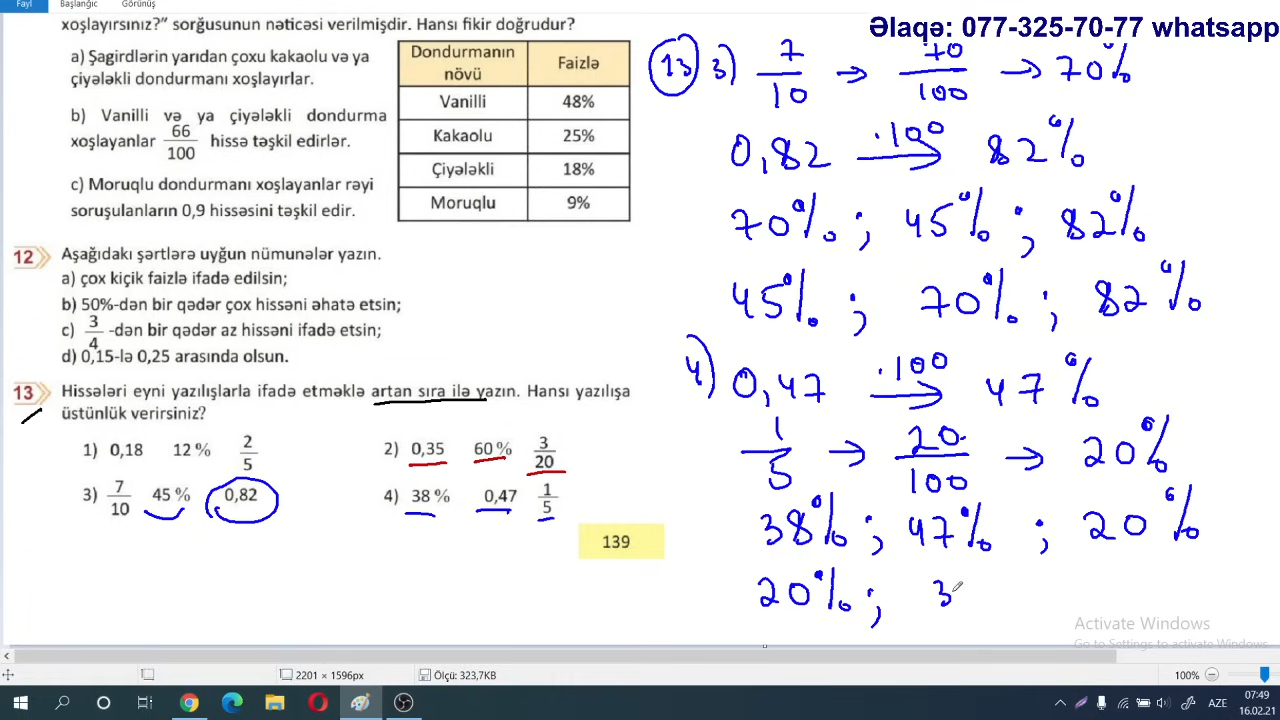 Fayl Başlanğıc Görünüş
Əlaqə: 077-325-70-77 whatsapp
xoşlayırsınız?” sorğusunun nəticəsi verilmişdir. Hansı fikir doğrudur?
a) Şagirdlərin yarıdan çoxu kakaolu və ya
çiyələkli dondurmanı xoşlayırlar.
b) Vanilli və ya çiyələkli dondurma
xoşlayanlar 66/100 hissə təşkil edirlər.
c) Moruqlu dondurmanı xoşlayanlar rəyi
soruşulanların 0,9 hissəsini təşkil edir.
Dondurmanın növü Faizlə
Vanilli 48%
Kakaolu 25%
Çiyələkli 18%
Moruqlu 9%
12 Aşağıdakı şərtlərə uyğun nümunələr yazın.
a) çox kiçik faizlə ifadə edilsin;
b) 50%-dən bir qədər çox hissəni əhatə etsin;
c) 3/4 -dən bir qədər az hissəni ifadə etsin;
d) 0,15-lə 0,25 arasında olsun.
13 Hissələri eyni yazılışlarla ifadə etməklə artan sıra ilə yazın. Hansı yazılışa
üstünlük verirsiniz?
1) 0,18 12 % 2/5 2) 0,35 60 % 3/20
3) 7/10 45 % 0,82 4) 38 % 0,47 1/5
139
13 3) 7/10 → 70/100 → 70%
0,82 ·100 → 82%
70% ; 45% ; 82%
45% ; 70% ; 82%
4) 0,47 ·100 → 47%
1/5 → 20/100 → 20%
38% ; 47% ; 20%
20% ; 3
Activate Windows
Go to Settings to activate Windows.
2201 × 1596px Ölçü: 323,7KB 100%
AZE 07:49
16.02.21